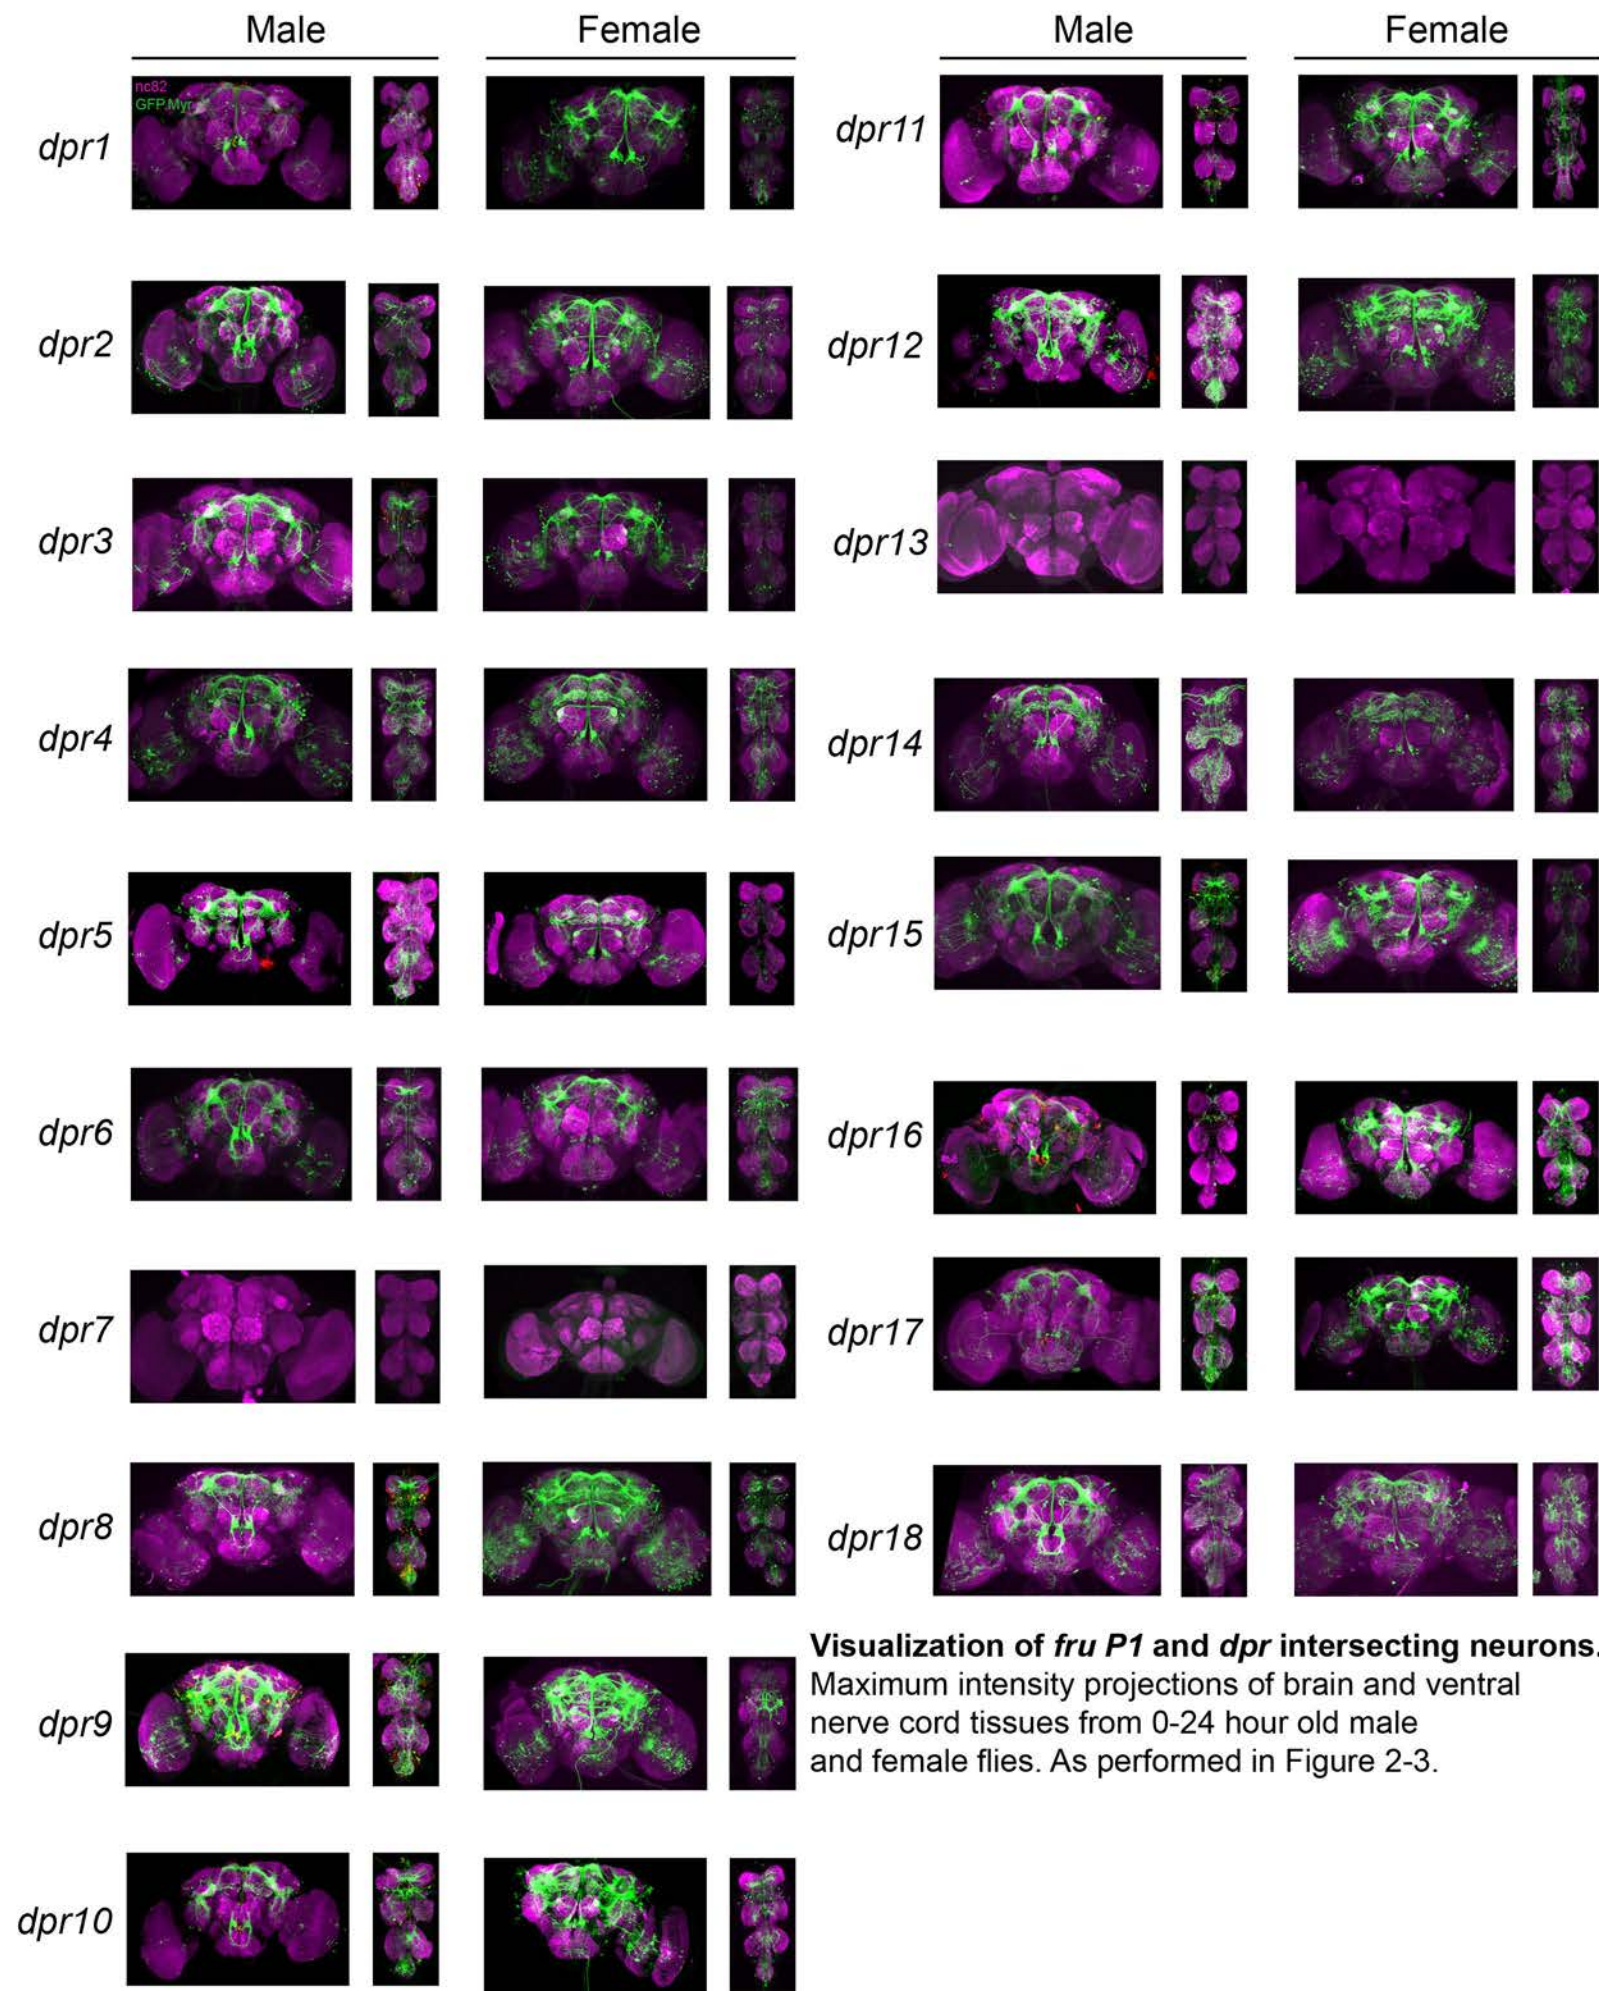 Male
Female
Male
Female
nc82
GFP.Myr
dpr1
dpr2
dpr3
dpr4
dpr5
dpr6
dpr7
dpr8
dpr9
dpr10
dpr11
dpr12
dpr13
dpr14
dpr15
dpr16
dpr17
dpr18
Visualization of fru P1 and dpr intersecting neurons.
Maximum intensity projections of brain and ventral
nerve cord tissues from 0-24 hour old male
and female flies. As performed in Figure 2-3.